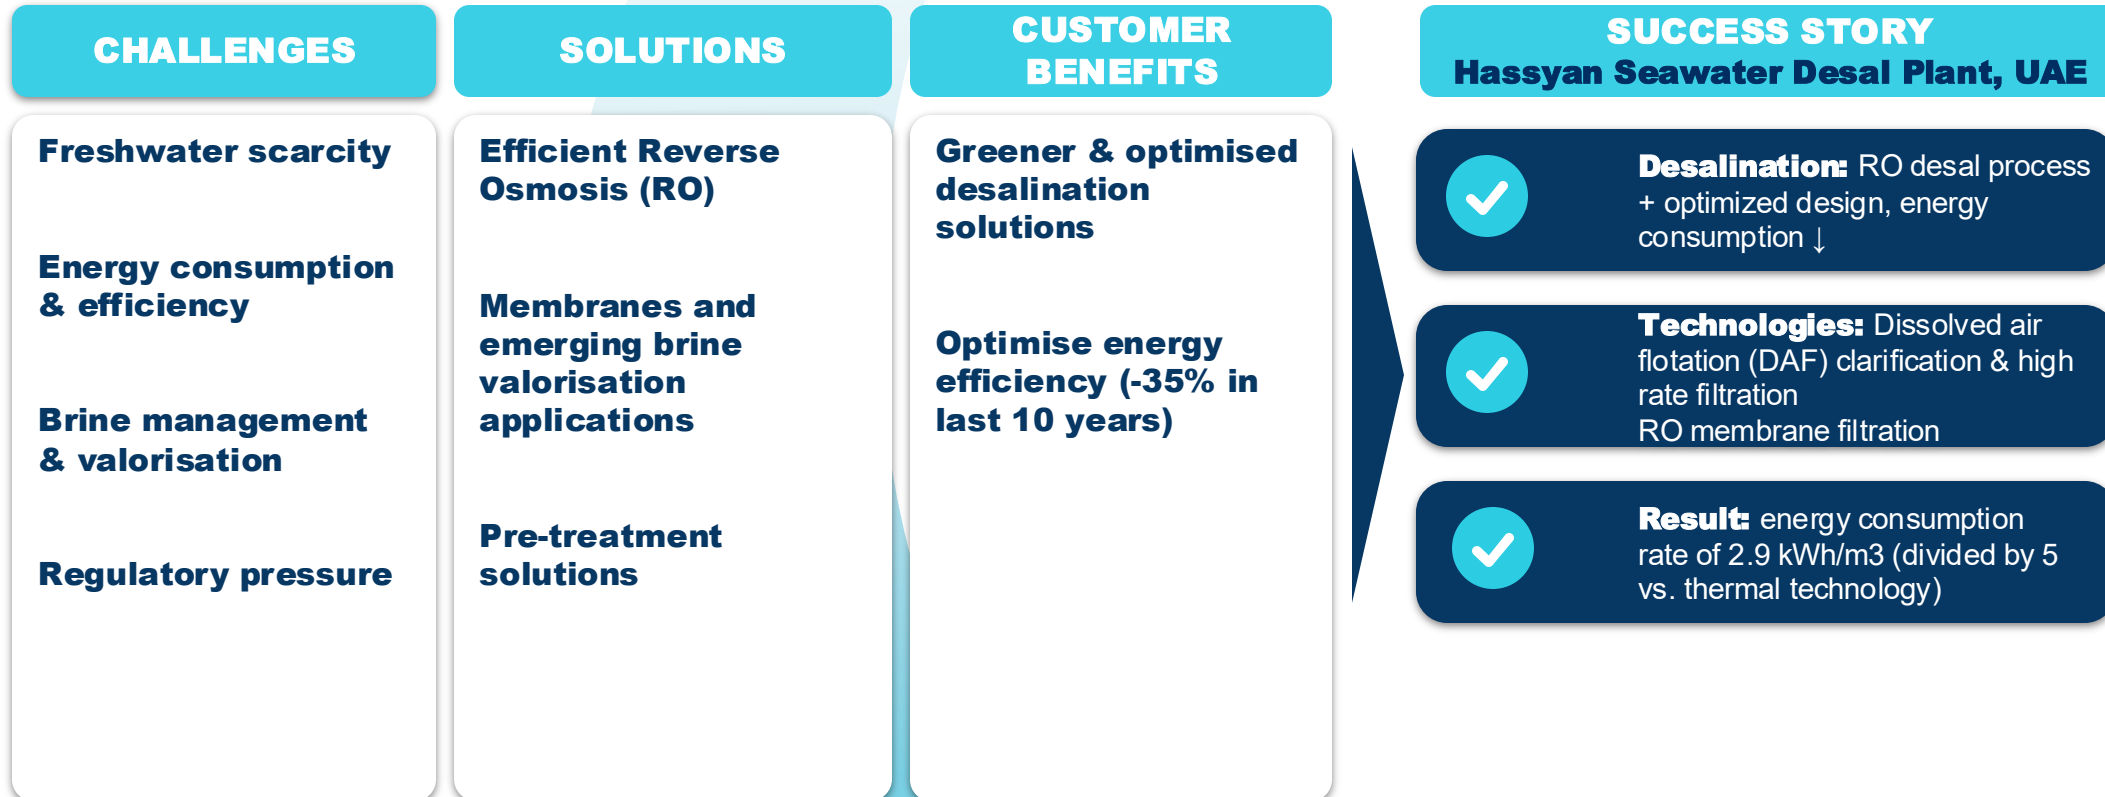 CHALLENGES
Freshwater scarcity
Energy consumption
& efficiency
Brine management
& valorisation
Regulatory pressure
SOLUTIONS
Efficient Reverse
Osmosis (RO)
Membranes and
emerging brine
valorisation
applications
Pre-treatment
solutions
CUSTOMER
BENEFITS
Greener & optimised
desalination
solutions
Optimise energy
efficiency (-35% in
last 10 years)
SUCCESS STORY
Hassyan Seawater Desal Plant, UAE
Desalination: RO desal process
+ optimized design, energy
consumption ↓
Technologies: Dissolved air
flotation (DAF) clarification & high
rate filtration
RO membrane filtration
Result: energy consumption
rate of 2.9 kWh/m3 (divided by 5
vs. thermal technology)